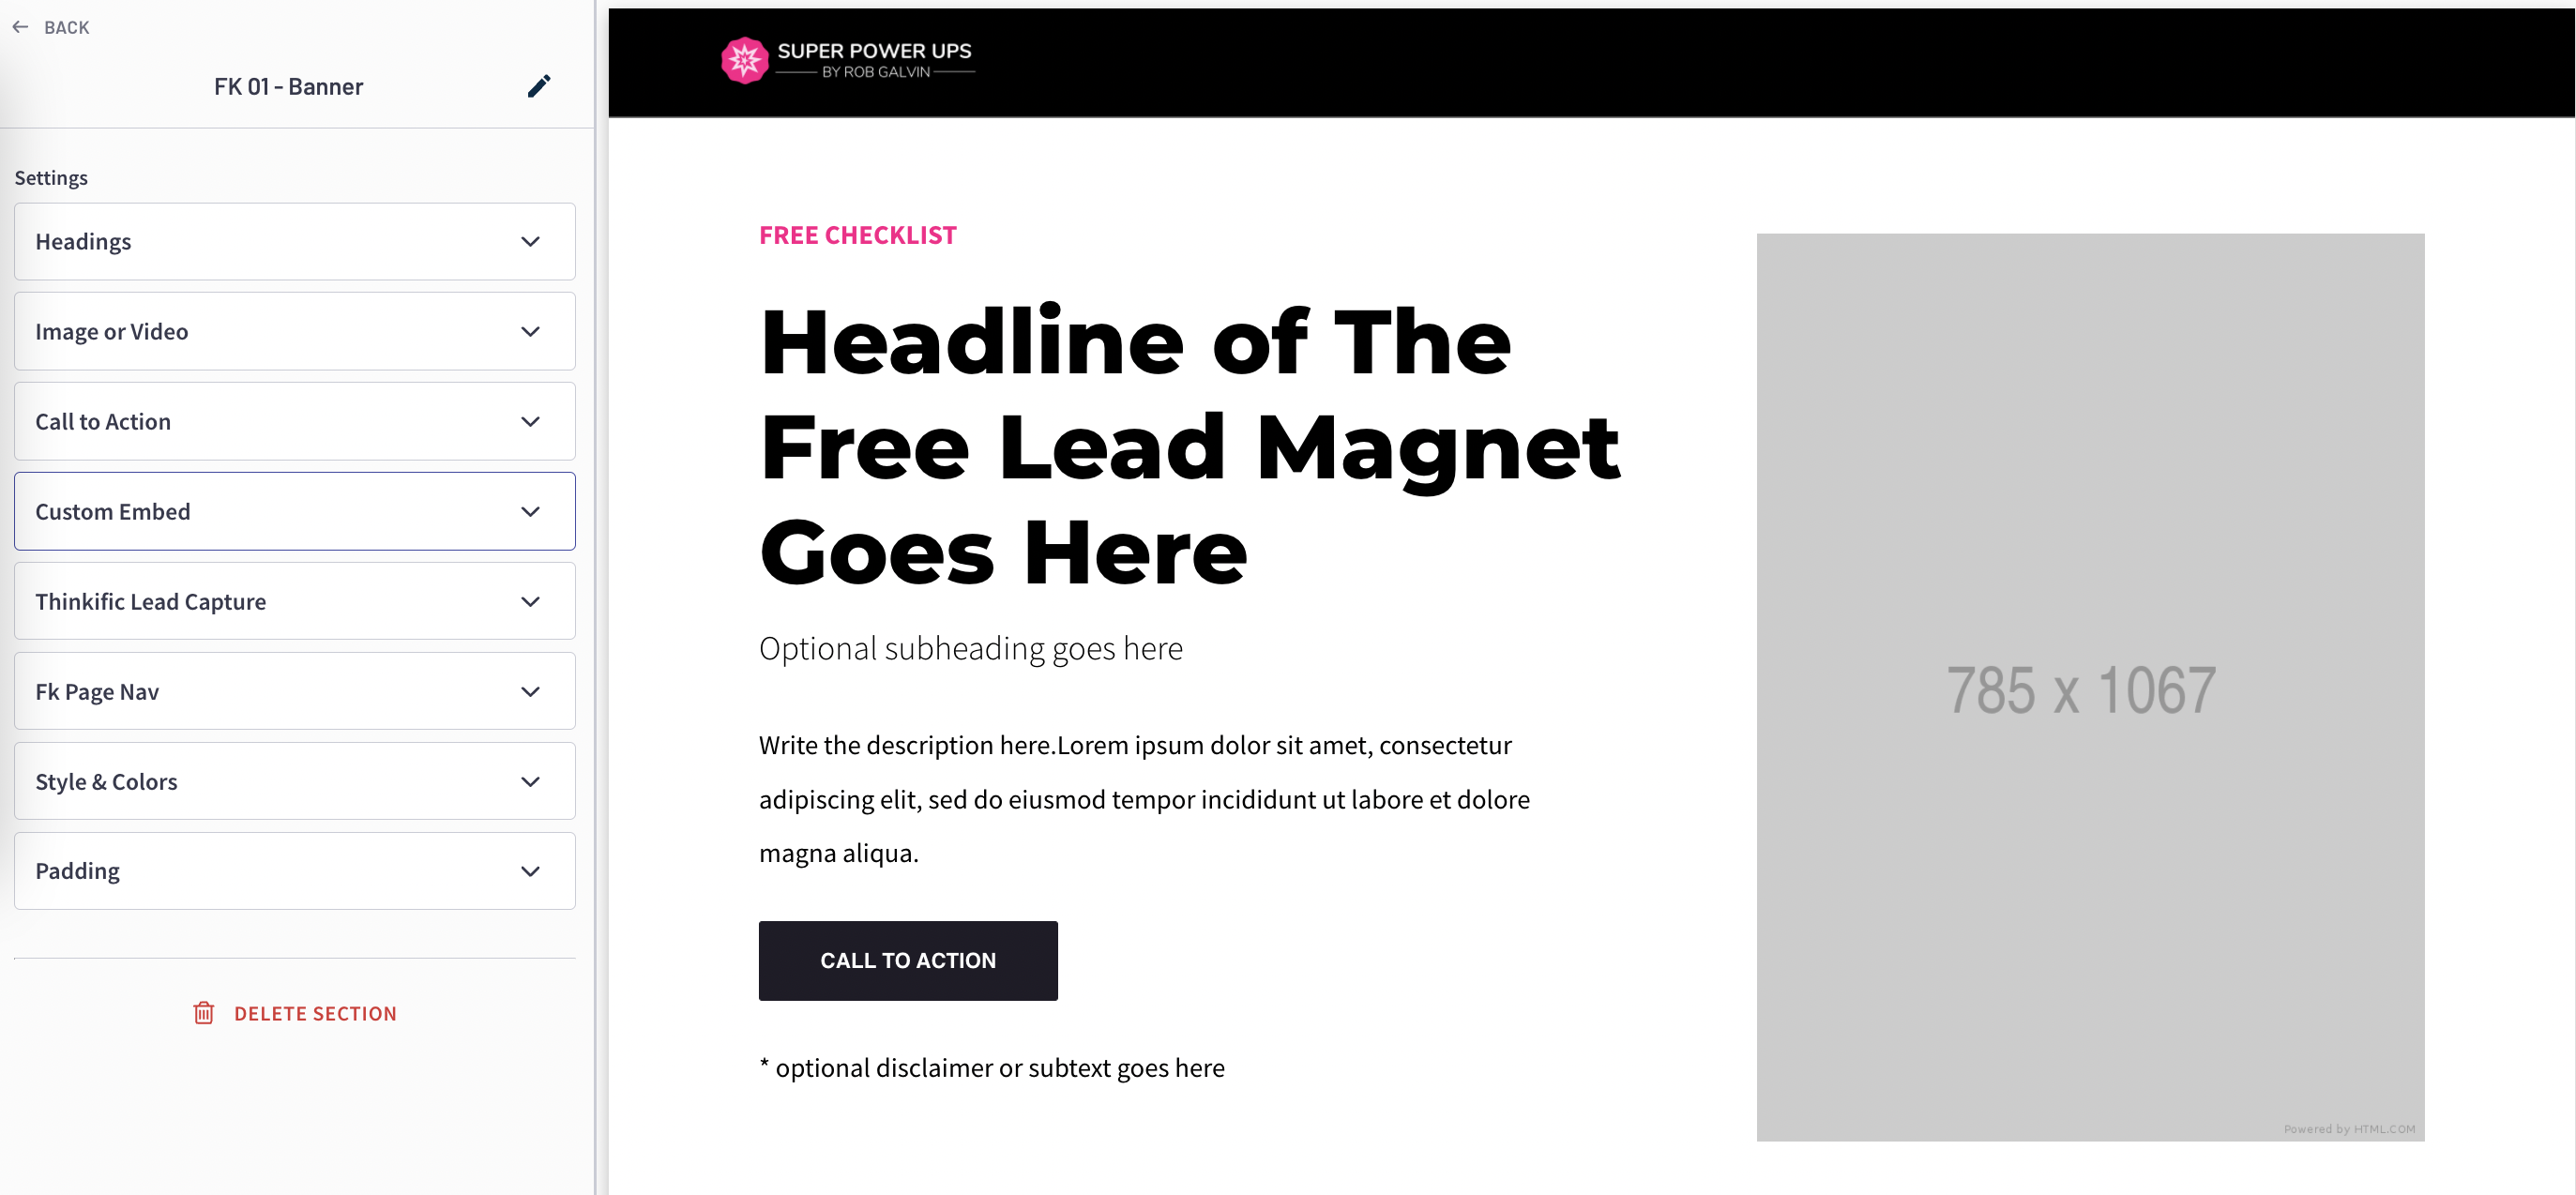 BACK
FK 01 - Banner
Settings
Headings
Image or Video
Call to Action
Custom Embed
Thinkific Lead Capture
Fk Page Nav
Style & Colors
Padding
DELETE SECTION
SUPER POWER UPS
BY ROB GALVIN
FREE CHECKLIST
Headline of The
Free Lead Magnet
Goes Here
Optional subheading goes here
Write the description here.Lorem ipsum dolor sit amet, consectetur
adipiscing elit, sed do eiusmod tempor incididunt ut labore et dolore
magna aliqua.
CALL TO ACTION
* optional disclaimer or subtext goes here
785 x 1067
Powered by HTML.COM